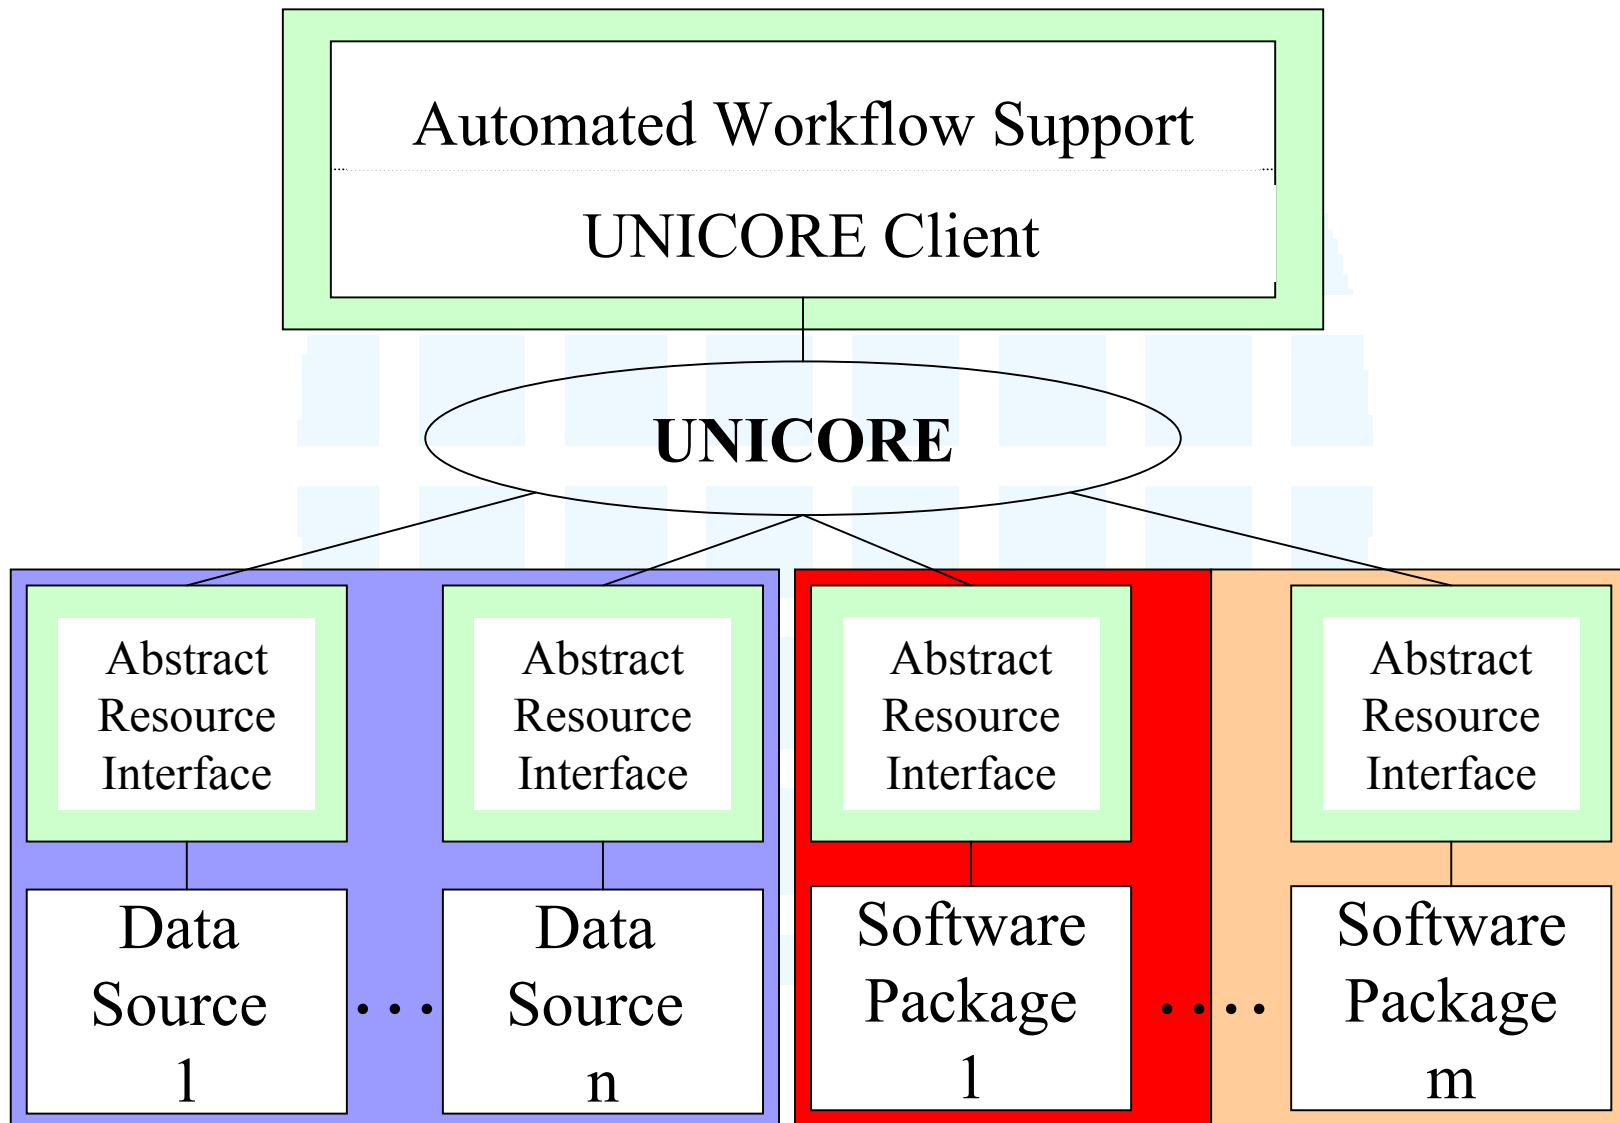 Automated Workflow Support
UNICORE Client
UNICORE
Abstract
Resource
Interface
Abstract
Resource
Interface
Abstract
Resource
Interface
Abstract
Resource
Interface
Data
Source
1
...
Data
Source
n
Software
Package
1
....
Software
Package
m